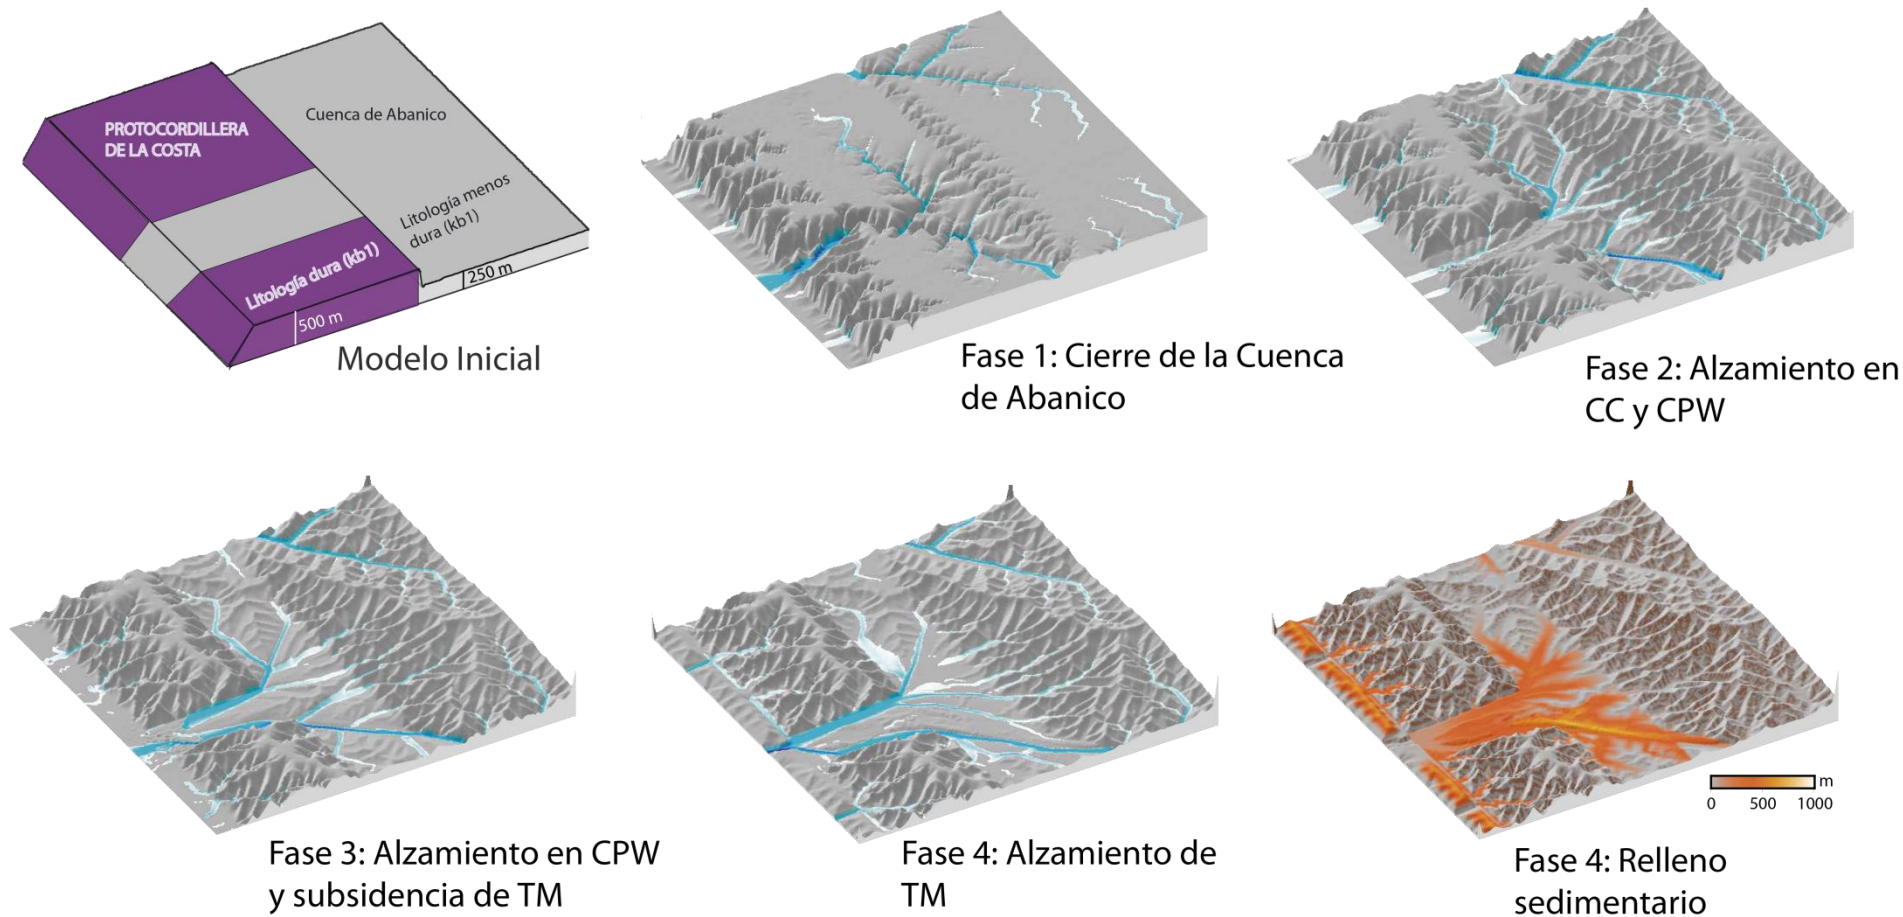 PROTOCORDILLERA
DE LA COSTA
Cuenca de Abanico
Litología menos
dura (kb1)
Litología dura (kb1)
250 m
500 m
Modelo Inicial
Fase 1: Cierre de la Cuenca
de Abanico
Fase 2: Alzamiento en
CC y CPW
Fase 3: Alzamiento en CPW
y subsidencia de TM
Fase 4: Alzamiento de
TM
m
0 500 1000
Fase 4: Relleno
sedimentario